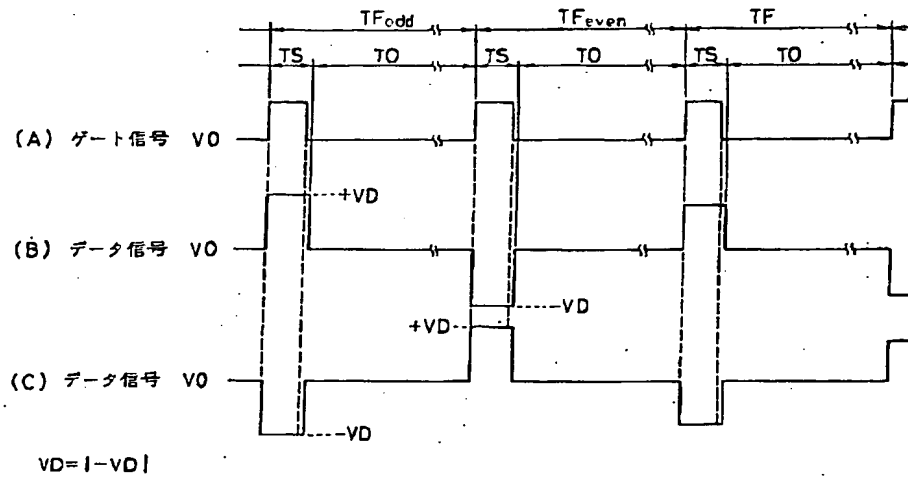 TFodd TFeven TF
TS TO TS TO TS TO
(A) ゲート信号 VO
+VD
(B) データ信号 VO
-VD
+VD
(C) データ信号 VO
-VD
VD=|-VD|